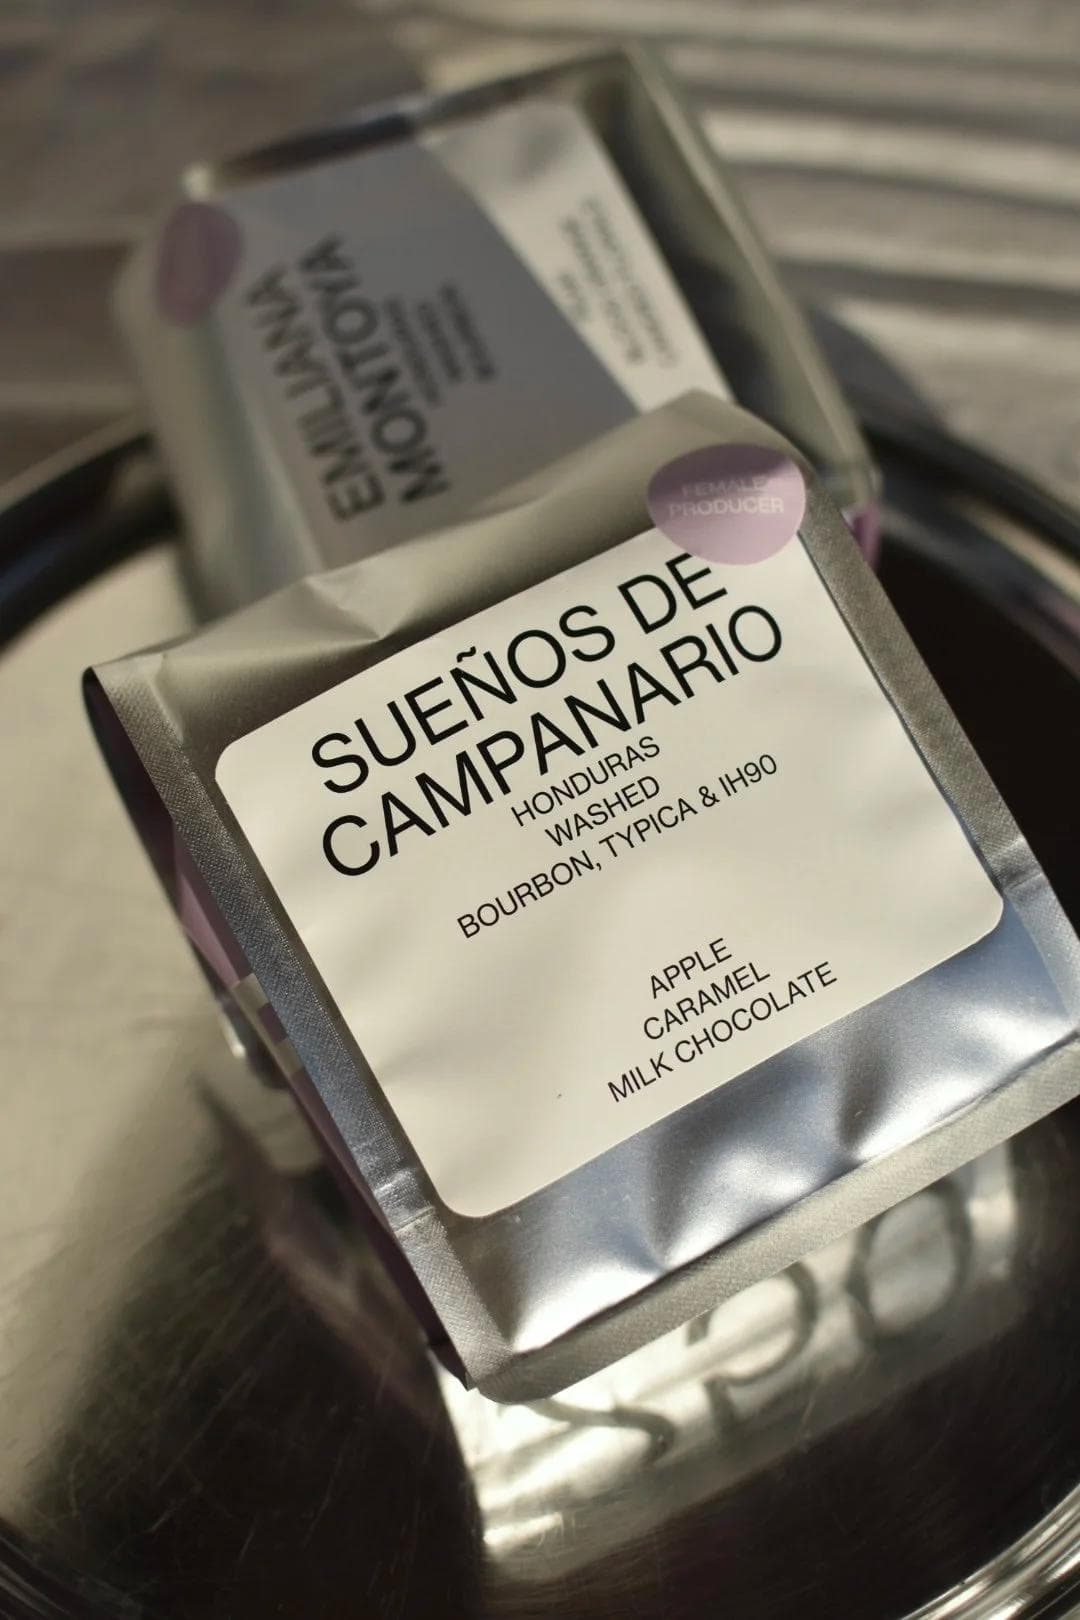 EMILIANA
MONTOYA
FEMALE
PRODUCER
SUEÑOS DE
CAMPANARIO
HONDURAS
WASHED
BOURBON, TYPICA & IH90
APPLE
CARAMEL
MILK CHOCOLATE